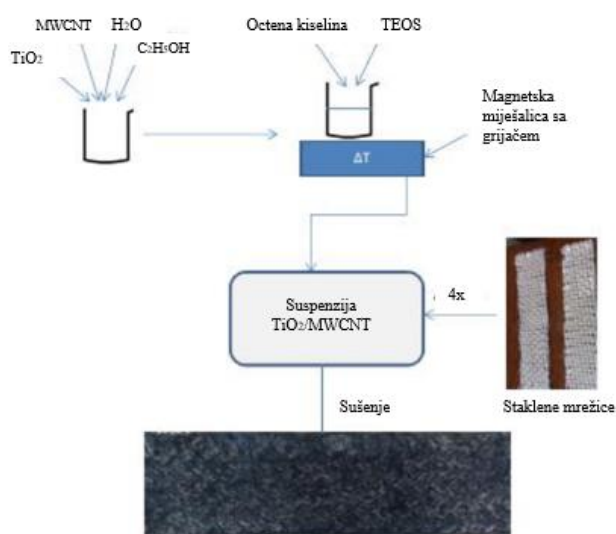 MWCNT H2O
TiO2 C2H5OH
Octena kiselina TEOS
Magnetska
miješalica sa
grijačem
ΔT
Suspenzija
TiO2/MWCNT
4x
Staklene mrežice
Sušenje